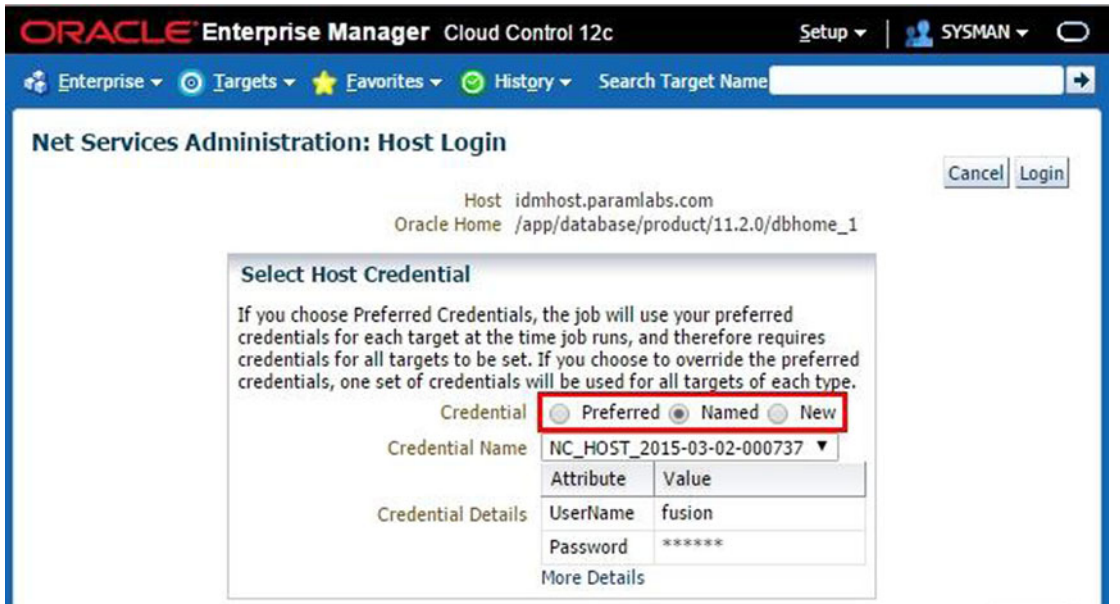 ORACLE Enterprise Manager Cloud Control 12c Setup SYSMAN
Enterprise Targets Favorites History Search Target Name
Net Services Administration: Host Login
Cancel Login
Host idmhost.paramlabs.com
Oracle Home /app/database/product/11.2.0/dbhome_1
Select Host Credential
If you choose Preferred Credentials, the job will use your preferred
credentials for each target at the time job runs, and therefore requires
credentials for all targets to be set. If you choose to override the preferred
credentials, one set of credentials will be used for all targets of each type.
Credential Preferred Named New
Credential Name NC_HOST_2015-03-02-000737
Attribute Value
Credential Details UserName fusion
Password ******
More Details